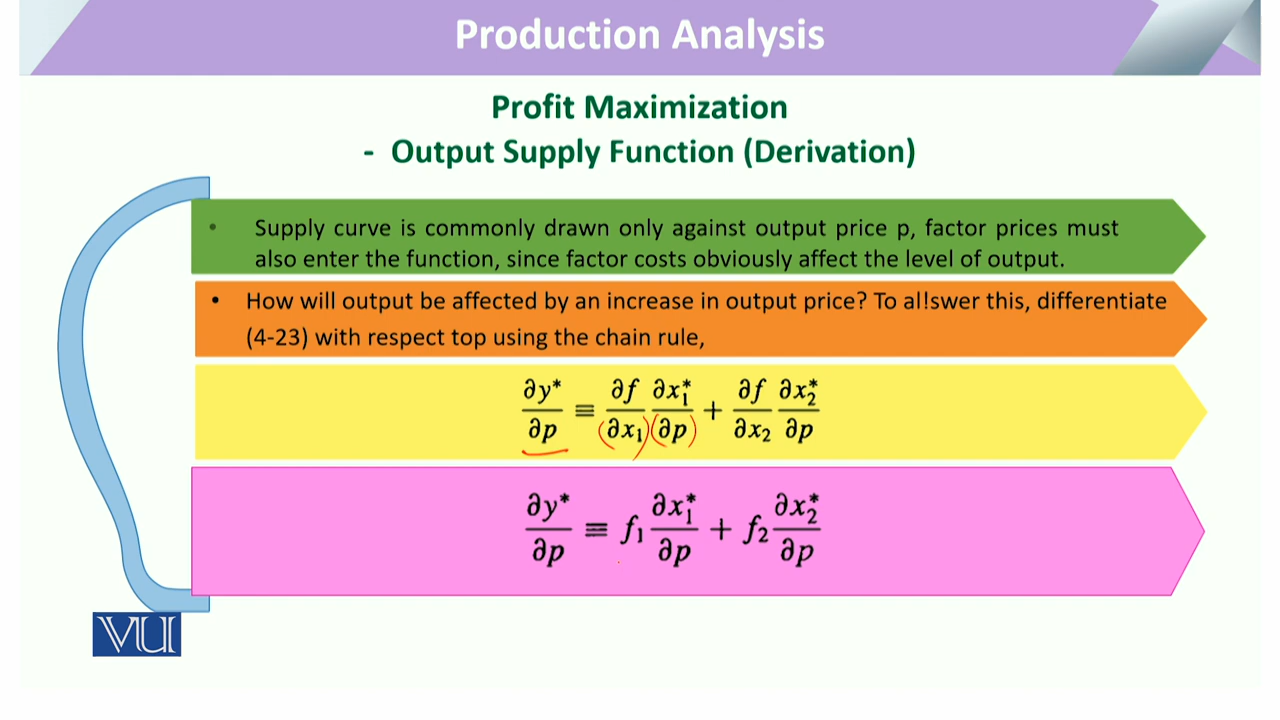 Production Analysis
Profit Maximization
- Output Supply Function (Derivation)
• Supply curve is commonly drawn only against output price p, factor prices must
also enter the function, since factor costs obviously affect the level of output.
• How will output be affected by an increase in output price? To al!swer this, differentiate
(4-23) with respect top using the chain rule,
∂y*/∂p ≡ ∂f/∂x₁ ∂x₁*/∂p + ∂f/∂x₂ ∂x₂*/∂p
∂y*/∂p ≡ f₁ ∂x₁*/∂p + f₂ ∂x₂*/∂p
VU